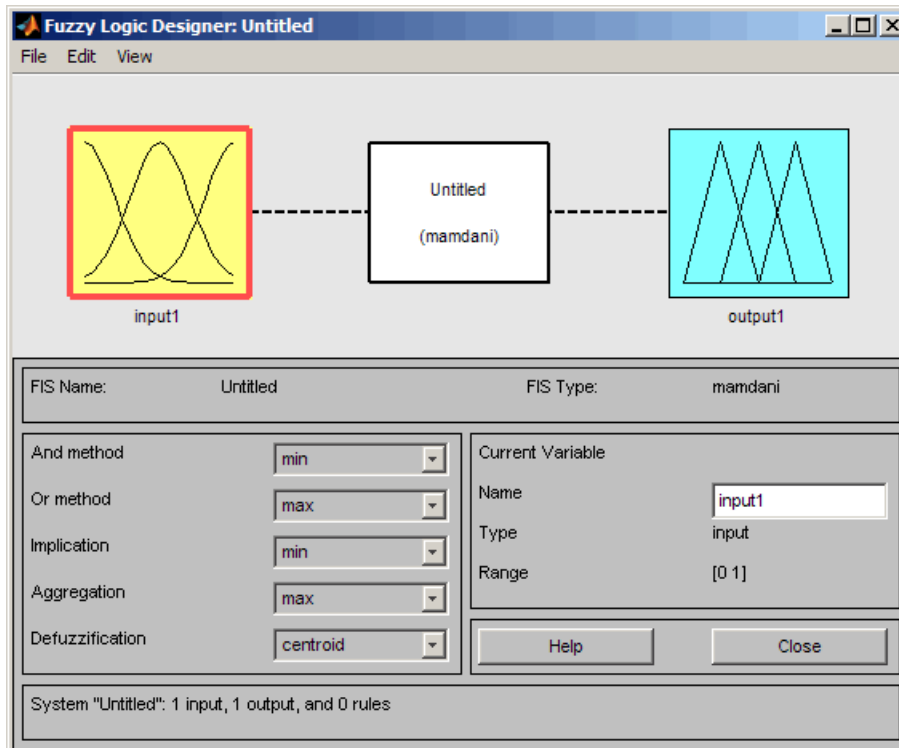 Fuzzy Logic Designer: Untitled
File Edit View
Untitled
(mamdani)
input1
output1
FIS Name: Untitled FIS Type: mamdani
And method min
Or method max
Implication min
Aggregation max
Defuzzification centroid
Current Variable
Name input1
Type input
Range [0 1]
Help Close
System "Untitled": 1 input, 1 output, and 0 rules